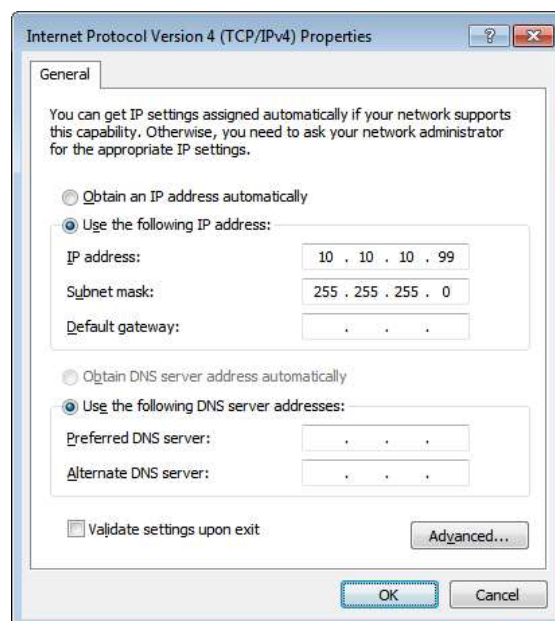 Internet Protocol Version 4 (TCP/IPv4) Properties
General
You can get IP settings assigned automatically if your network supports
this capability. Otherwise, you need to ask your network administrator
for the appropriate IP settings.
Obtain an IP address automatically
Use the following IP address:
IP address: 10 . 10 . 10 . 99
Subnet mask: 255 . 255 . 255 . 0
Default gateway: . . .
Obtain DNS server address automatically
Use the following DNS server addresses:
Preferred DNS server: . . .
Alternate DNS server: . . .
Validate settings upon exit
Advanced...
OK Cancel